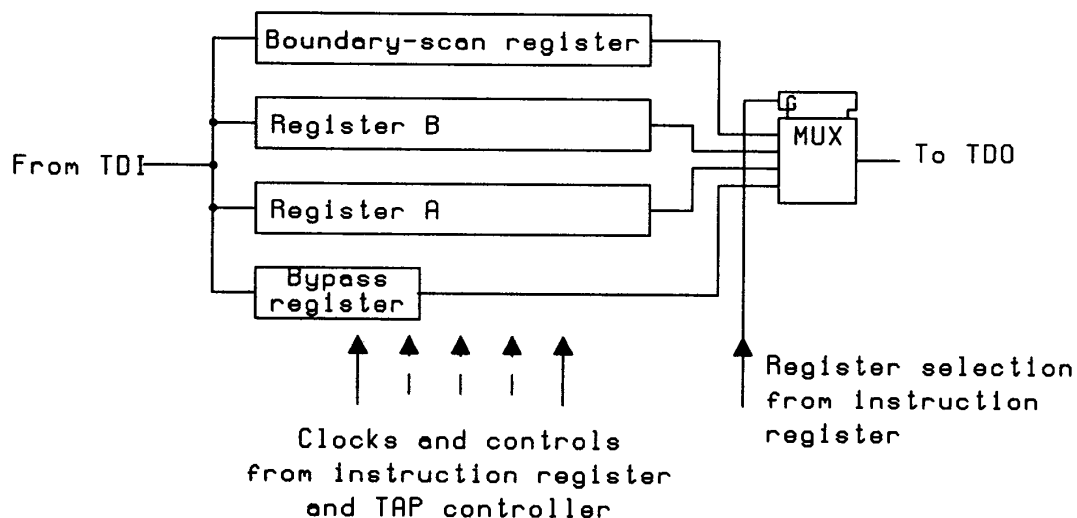 Boundary-scan register
G
Register B
MUX
From TDI
To TDO
Register A
Bypass
register
Register selection
from instruction
register
Clocks and controls
from instruction register
and TAP controller